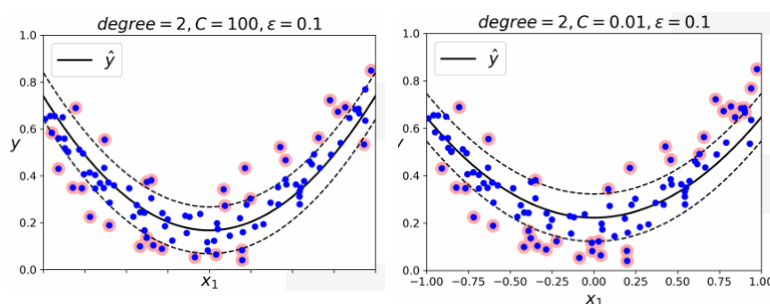 degree = 2, C = 100, ε = 0.1
1.0
0.8
0.6
0.4
0.2
0.0
y
ŷ
x₁
degree = 2, C = 0.01, ε = 0.1
1.0
0.8
0.6
0.4
0.2
0.0
ŷ
−1.00 −0.75 −0.50 −0.25 0.00 0.25 0.50 0.75 1.00
x₁